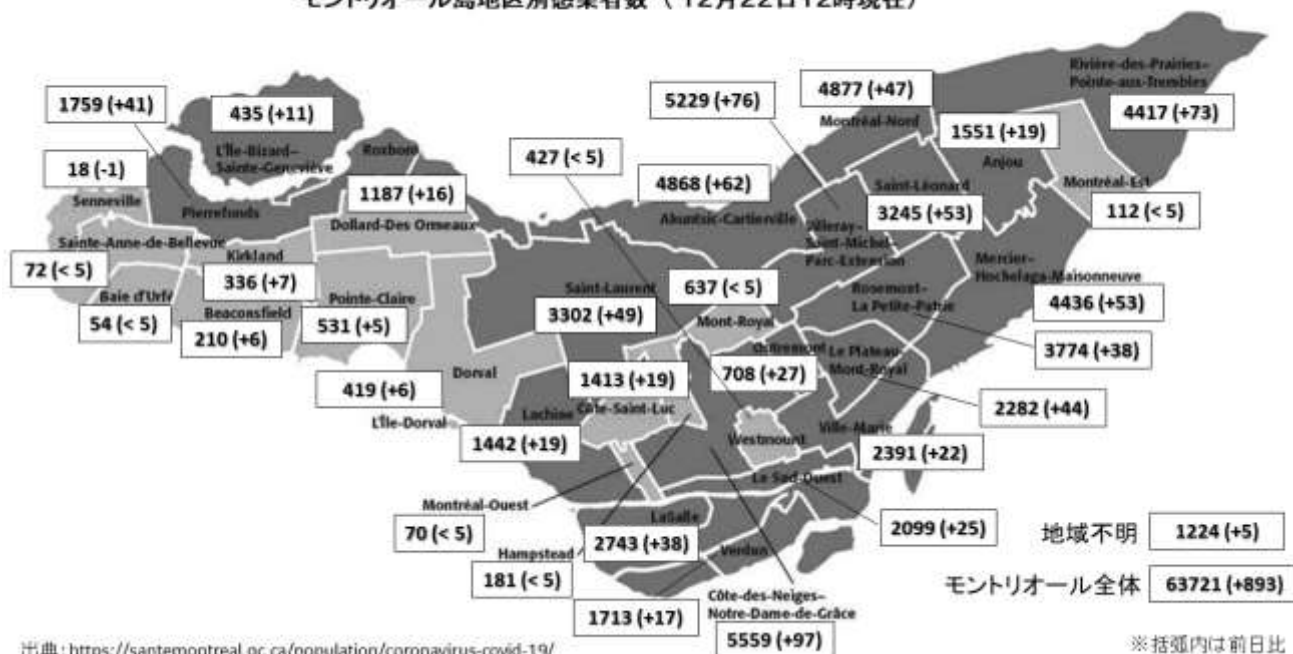 モントリオール島地区別感染者数（12月22日12時現在）
Rivière-des-Prairies–
Pointe-aux-Trembles
4417 (+73)
4877 (+47)
Montréal-Nord
5229 (+76)
1759 (+41)
435 (+11)
L'Île-Bizard–
Sainte-Geneviève
Roxboro
1551 (+19)
Anjou
427 (< 5)
18 (-1)
Senneville
Pierrefonds
1187 (+16)
Dollard-Des Ormeaux
4868 (+62)
Ahuntsic-Cartierville
Saint-Léonard
3245 (+53)
Montréal-Est
112 (< 5)
Villeray–
Saint-Michel–
Parc-Extension
Sainte-Anne-de-Bellevue
72 (< 5)
Kirkland
336 (+7)
Baie d'Urfé
54 (< 5)
Beaconsfield
210 (+6)
Pointe-Claire
531 (+5)
Saint-Laurent
3302 (+49)
637 (< 5)
Mont-Royal
Rosemont–
La Petite-Patrie
Mercier–
Hochelaga-Maisonneuve
4436 (+53)
3774 (+38)
Outremont
708 (+27)
Le Plateau-
Mont-Royal
2282 (+44)
419 (+6)
Dorval
L'Île-Dorval
1413 (+19)
Côte-Saint-Luc
Lachine
1442 (+19)
Westmount
Ville-Marie
2391 (+22)
Le Sud-Ouest
2099 (+25)
Montréal-Ouest
70 (< 5)
Hampstead
181 (< 5)
LaSalle
2743 (+38)
Verdun
1713 (+17)
Côte-des-Neiges–
Notre-Dame-de-Grâce
5559 (+97)
地域不明 1224 (+5)
モントリオール全体 63721 (+893)
出典：https://santemontreal.qc.ca/population/coronavirus-covid-19/
※括弧内は前日比